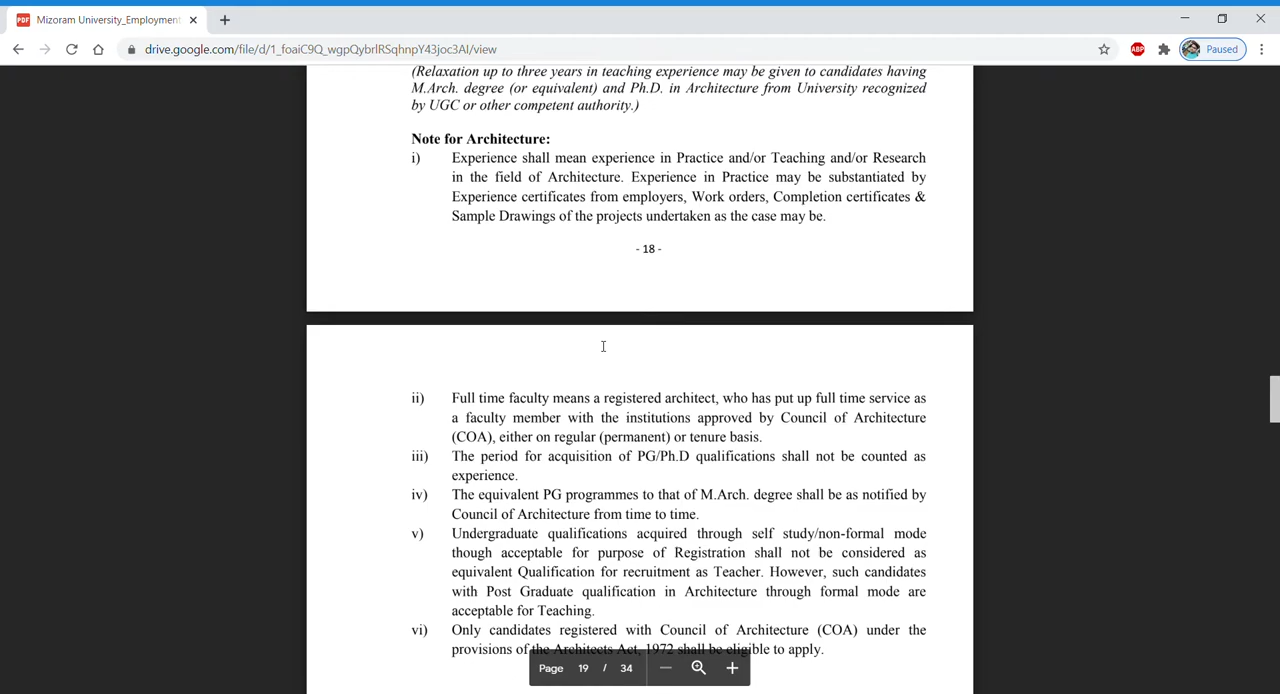 Mizoram University_Employment
drive.google.com/file/d/1_foaiC9Q_wgpQybrlRSqhnpY43joc3Al/view
ABP
Paused
(Relaxation up to three years in teaching experience may be given to candidates having
M.Arch. degree (or equivalent) and Ph.D. in Architecture from University recognized
by UGC or other competent authority.)
Note for Architecture:
i) Experience shall mean experience in Practice and/or Teaching and/or Research
in the field of Architecture. Experience in Practice may be substantiated by
Experience certificates from employers, Work orders, Completion certificates &
Sample Drawings of the projects undertaken as the case may be.
- 18 -
ii) Full time faculty means a registered architect, who has put up full time service as
a faculty member with the institutions approved by Council of Architecture
(COA), either on regular (permanent) or tenure basis.
iii) The period for acquisition of PG/Ph.D qualifications shall not be counted as
experience.
iv) The equivalent PG programmes to that of M.Arch. degree shall be as notified by
Council of Architecture from time to time.
v) Undergraduate qualifications acquired through self study/non-formal mode
though acceptable for purpose of Registration shall not be considered as
equivalent Qualification for recruitment as Teacher. However, such candidates
with Post Graduate qualification in Architecture through formal mode are
acceptable for Teaching.
vi) Only candidates registered with Council of Architecture (COA) under the
provisions of the Architects Act, 1972 shall be eligible to apply.
Page 19 / 34